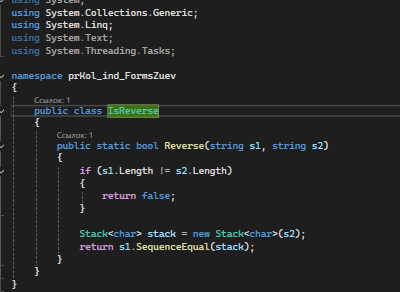 using System;
using System.Collections.Generic;
using System.Linq;
using System.Text;
using System.Threading.Tasks;
namespace prKol_ind_FormsZuev
{
Ссылок: 1
public class IsReverse
{
Ссылок: 1
public static bool Reverse(string s1, string s2)
{
if (s1.Length != s2.Length)
{
return false;
}
Stack<char> stack = new Stack<char>(s2);
return s1.SequenceEqual(stack);
}
}
}